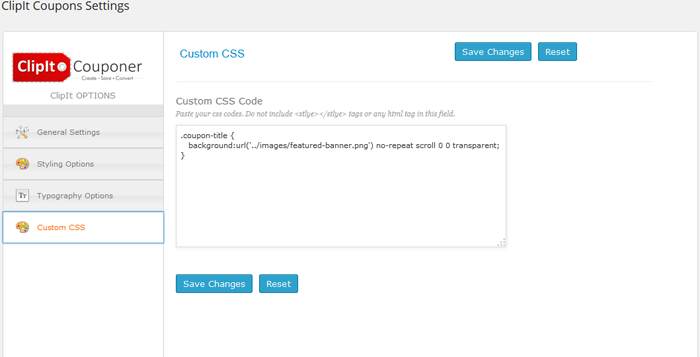 ClipIt Coupons Settings
ClipIt Couponer
Create - Save - Convert
ClipIt OPTIONS
General Settings
Styling Options
TT
Typography Options
Custom CSS
Custom CSS
Save Changes
Reset
Custom CSS Code
Paste your css codes. Do not include <stlye></stlye> tags or any html tag in this field.
.coupon-title {
background:url('../images/featured-banner.png') no-repeat scroll 0 0 transparent;
}
Save Changes
Reset